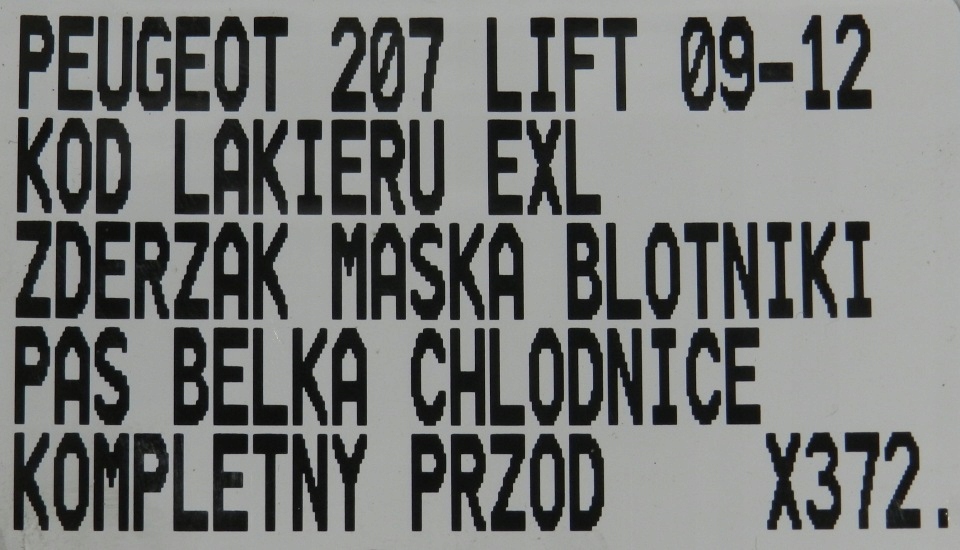 PEUGEOT 207 LIFT 09-12
KOD LAKIERU EXL
ZDERZAK MASKA BLOTNIKI
PAS BELKA CHLODNICE
KOMPLETNY PRZOD X372.